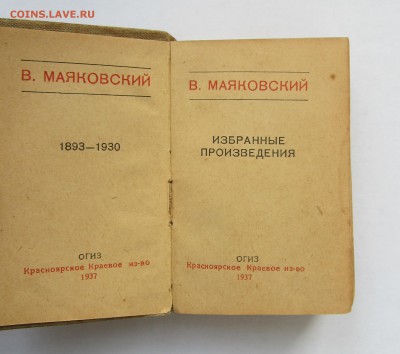 COINS.LAVE.RU
В. МАЯКОВСКИЙ
1893—1930
ОГИЗ
Красноярское Краевое из-во
1937
В. МАЯКОВСКИЙ
ИЗБРАННЫЕ
ПРОИЗВЕДЕНИЯ
ОГИЗ
Красноярское Краевое из-во
1937